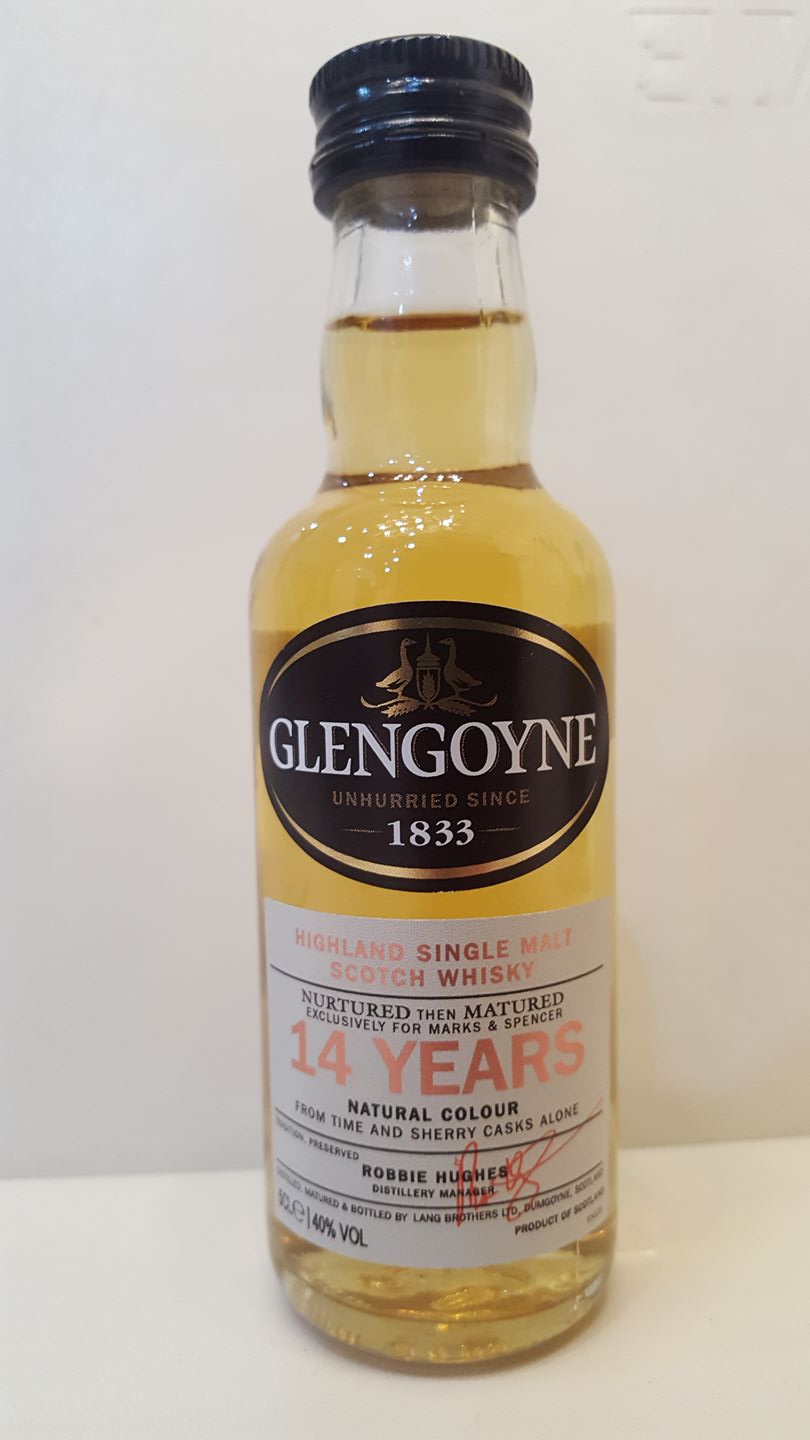 GLENGOYNE
UNHURRIED SINCE
1833
HIGHLAND SINGLE MALT
SCOTCH WHISKY
NURTURED THEN MATURED
EXCLUSIVELY FOR MARKS & SPENCER
14 YEARS
NATURAL COLOUR
FROM TIME AND SHERRY CASKS ALONE
TRADITION, PRESERVED
ROBBIE HUGHES
DISTILLERY MANAGER
DISTILLED, MATURED & BOTTLED BY LANG BROTHERS LTD, DUMGOYNE, SCOTLAND
5CL℮ | 40% VOL
PRODUCT OF SCOTLAND